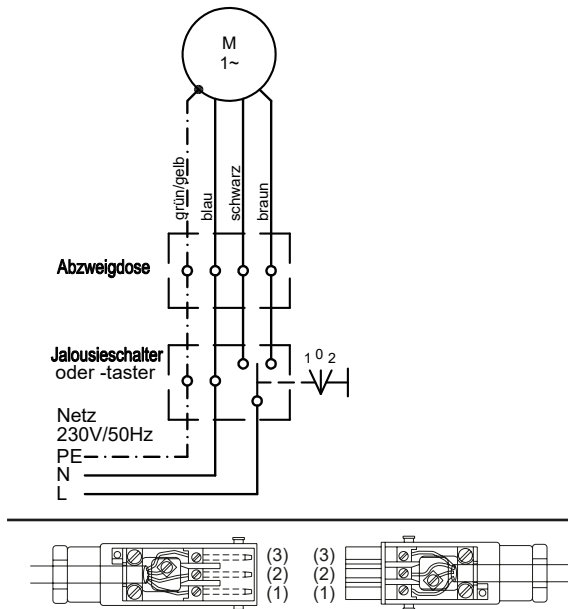 M
1~
grün/gelb
blau
schwarz
braun
Abzweigdose
Jalousieschalter
oder -taster
1 0 2
Netz
230V/50Hz
PE
N
L
(3) (3)
(2) (2)
(1) (1)